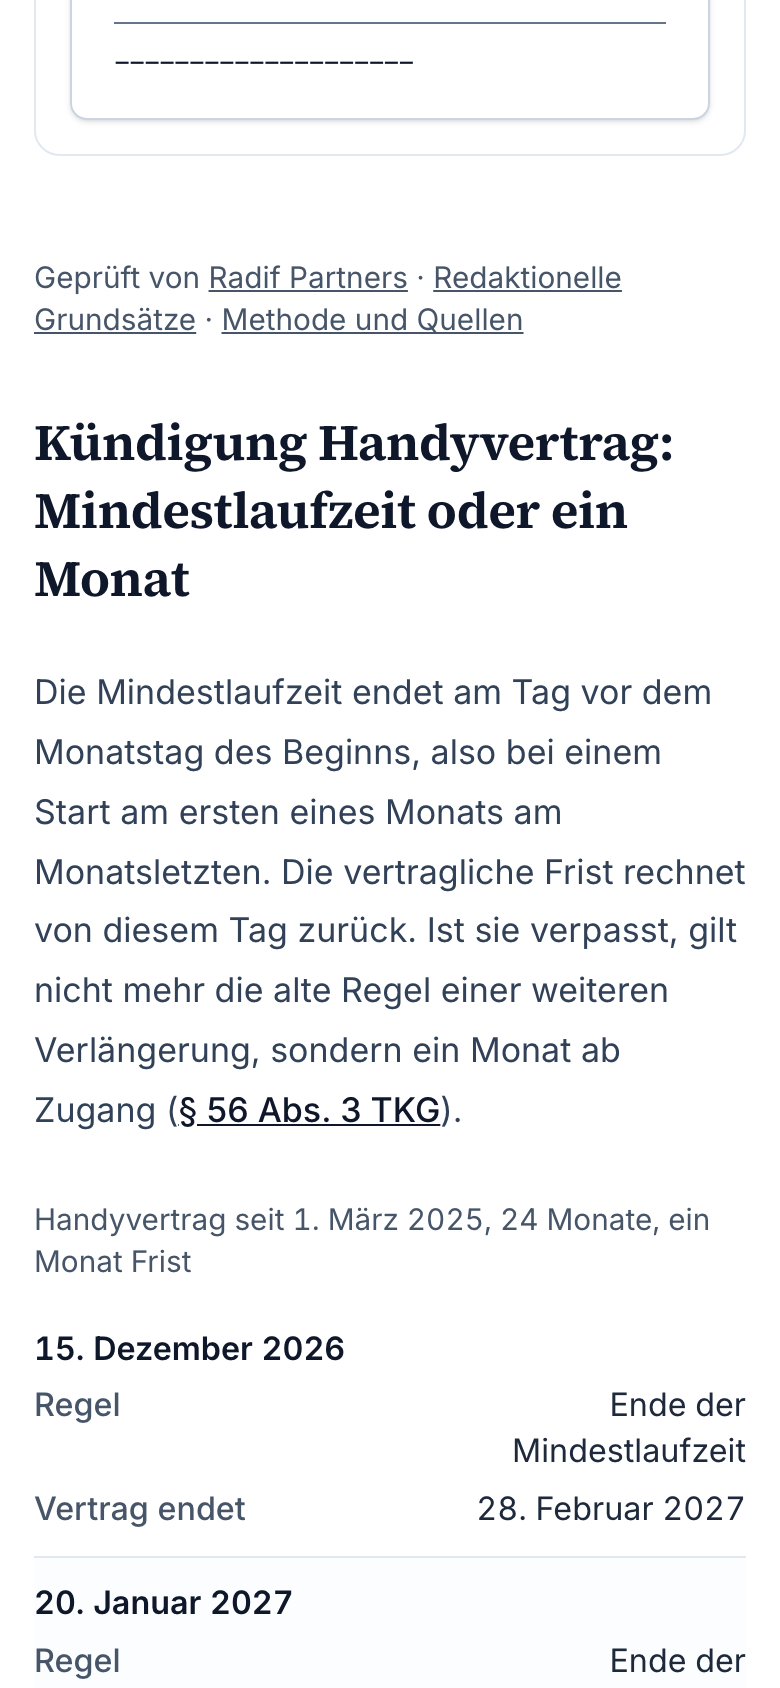 ____________________
Geprüft von Radif Partners · Redaktionelle
Grundsätze · Methode und Quellen
Kündigung Handyvertrag:
Mindestlaufzeit oder ein
Monat
Die Mindestlaufzeit endet am Tag vor dem
Monatstag des Beginns, also bei einem
Start am ersten eines Monats am
Monatsletzten. Die vertragliche Frist rechnet
von diesem Tag zurück. Ist sie verpasst, gilt
nicht mehr die alte Regel einer weiteren
Verlängerung, sondern ein Monat ab
Zugang (§ 56 Abs. 3 TKG).
Handyvertrag seit 1. März 2025, 24 Monate, ein
Monat Frist
15. Dezember 2026
Regel Ende der
Mindestlaufzeit
Vertrag endet 28. Februar 2027
20. Januar 2027
Regel Ende der